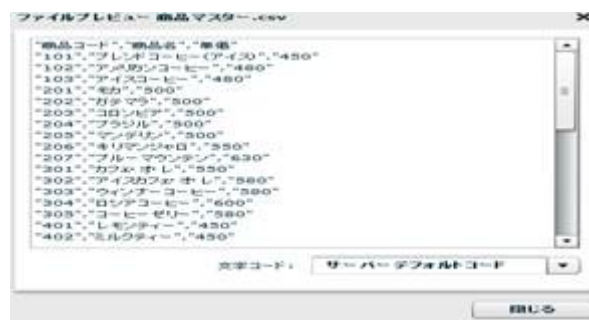 ファイルプレビュー 商品マスター.csv
"商品コード","商品名","単価"
"101","ブレンドコーヒー(アイス)","450"
"102","アメリカンコーヒー","480"
"103","アイスコーヒー","480"
"201","モカ","500"
"202","ガテマラ","500"
"203","コロンビア","500"
"204","ブラジル","500"
"205","マンデリン","500"
"206","キリマンジャロ","550"
"207","ブルーマウンテン","630"
"301","カフェ・オ・レ","550"
"302","アイスカフェ・オ・レ","580"
"303","ウィンナーコーヒー","580"
"304","ロシアコーヒー","600"
"305","コーヒーゼリー","580"
"401","レモンティー","450"
"402","ミルクティー","450"
文字コード: サーバーデフォルトコード
閉じる